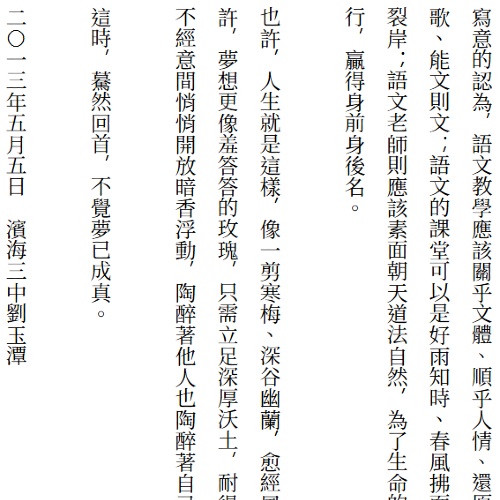 寫意的認為，語文教學應該關乎文體、順乎人情、還
歌、能文則文；語文的課堂可以是好雨知時、春風拂
裂岸；語文老師則應該素面朝天道法自然，為了生命
行，贏得身前身後名。
也許，人生就是這樣，像一剪寒梅、深谷幽蘭，愈經
許，夢想更像羞答答的玫瑰，只需立足深厚沃土，耐
不經意間悄悄開放暗香浮動，陶醉著他人也陶醉著自
這時，驀然回首，不覺夢已成真。
二〇一三年五月五日　濱海三中劉玉潭